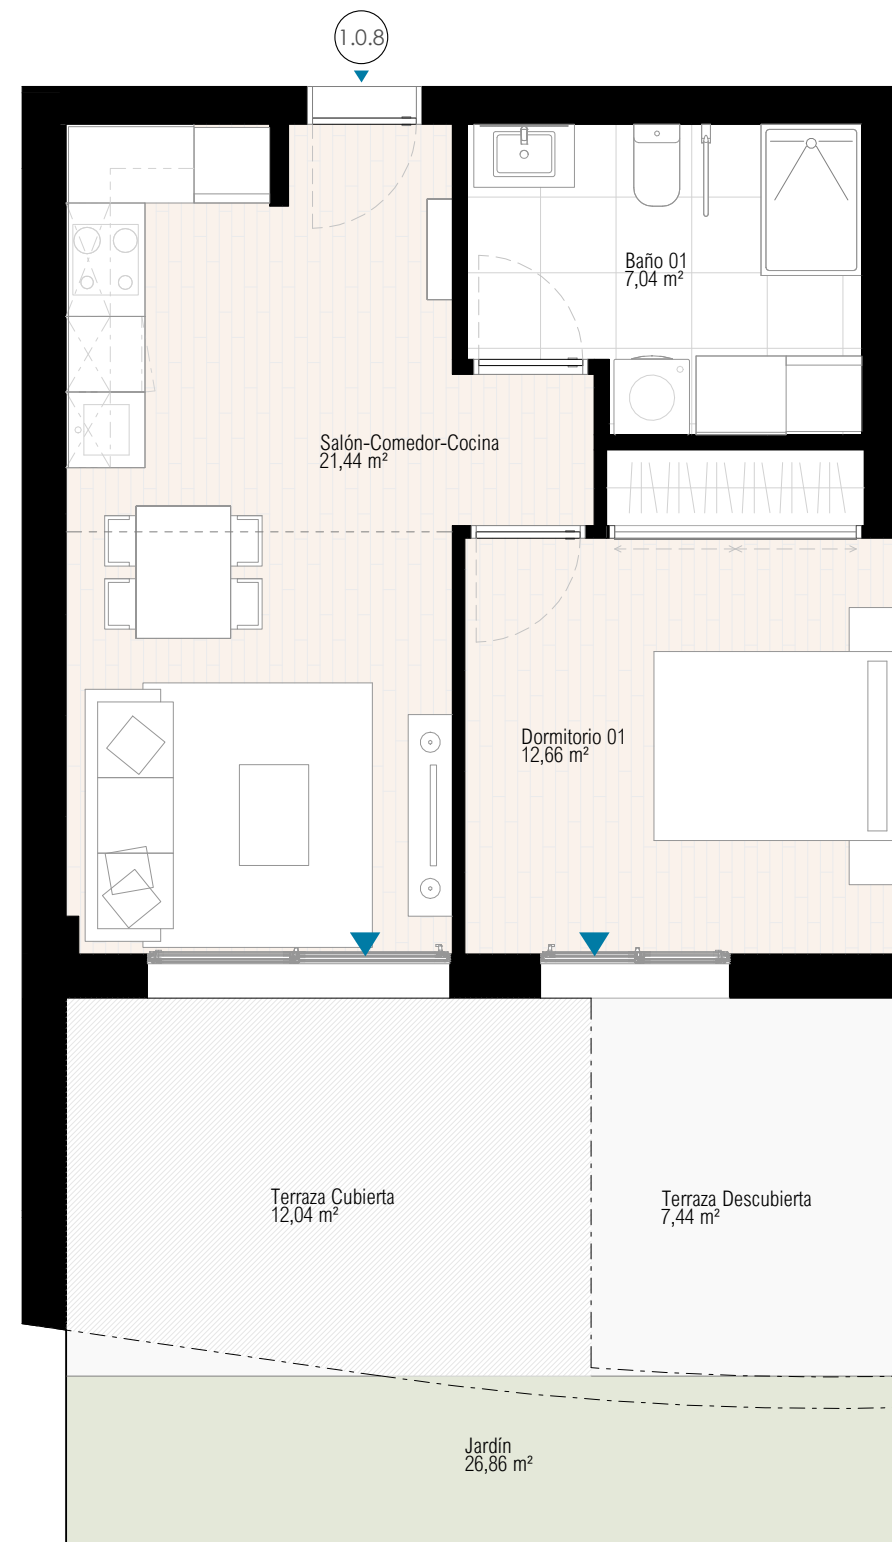 1.0.8
Baño 01
7,04 m²
Salón-Comedor-Cocina
21,44 m²
Dormitorio 01
12,66 m²
Terraza Cubierta
12,04 m²
Terraza Descubierta
7,44 m²
Jardín
26,86 m²